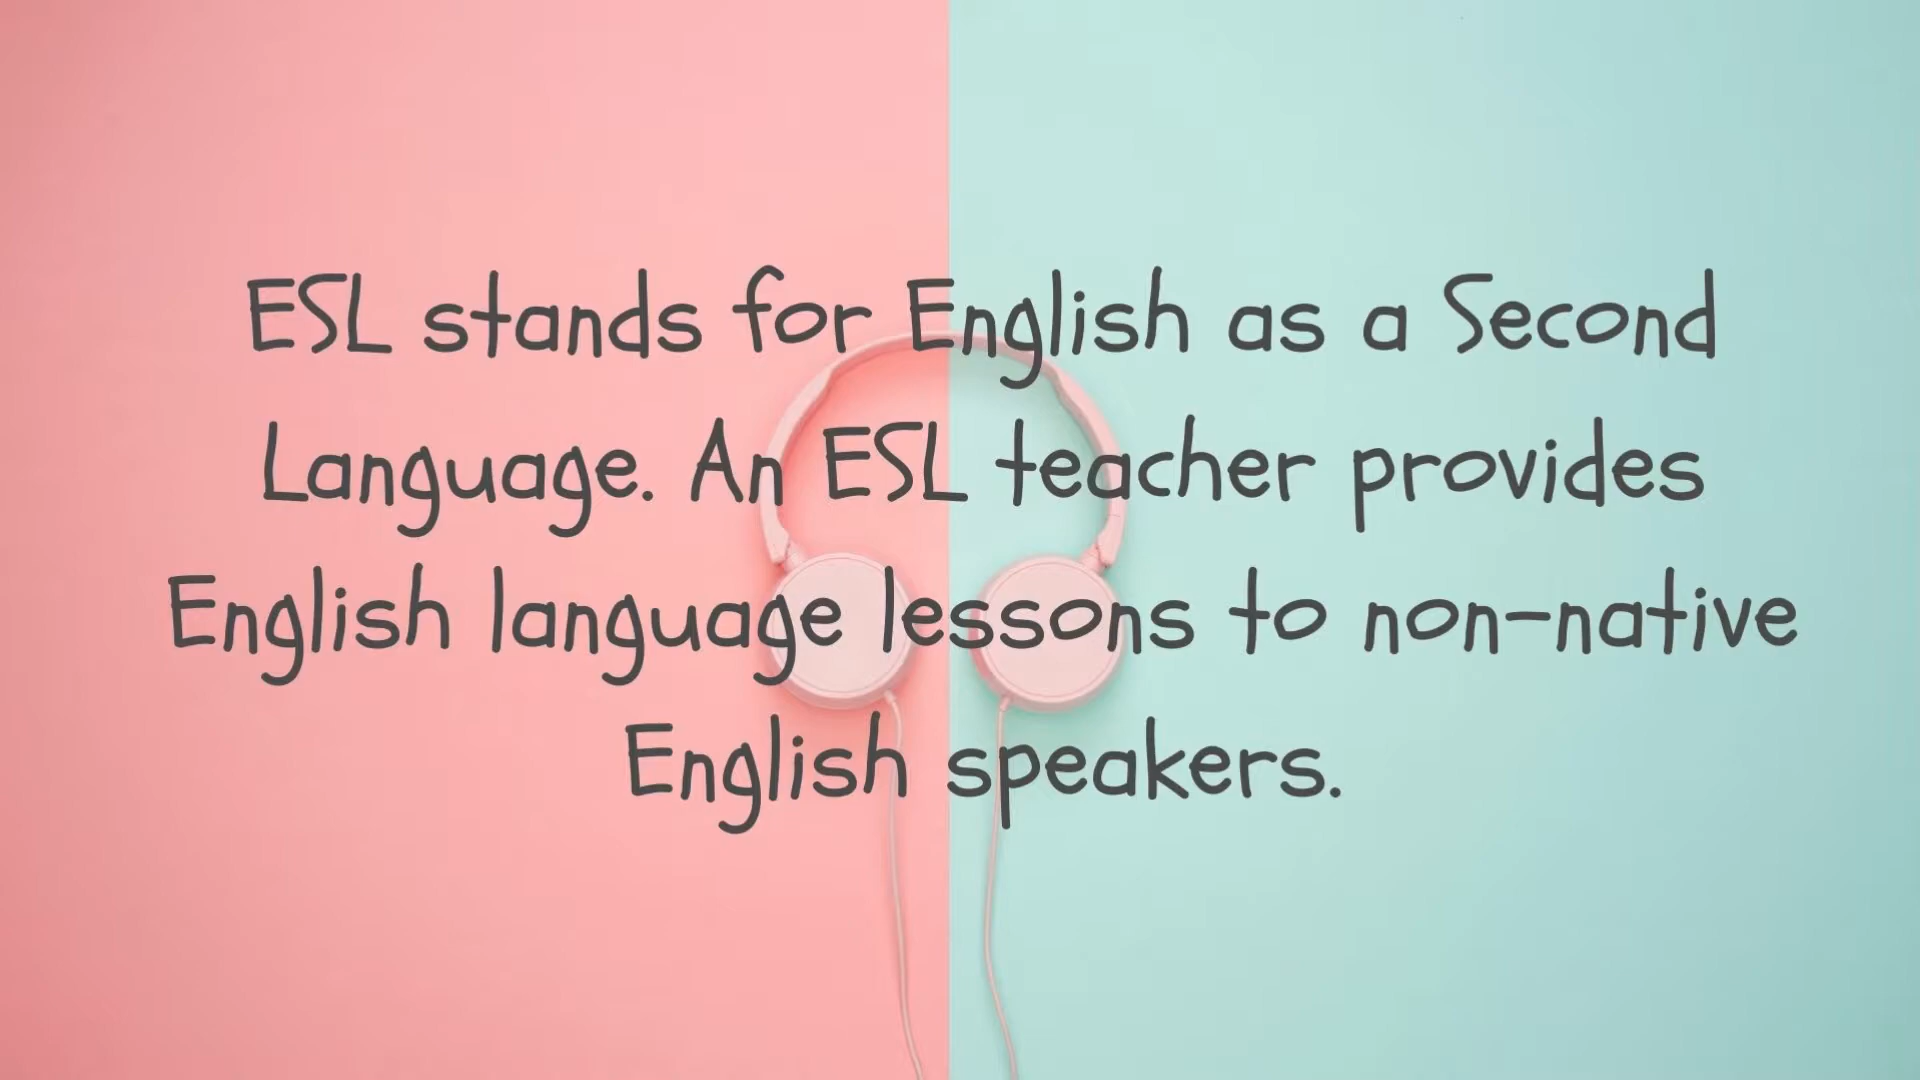 ESL stands for English as a Second
Language. An ESL teacher provides
English language lessons to non-native
English speakers.